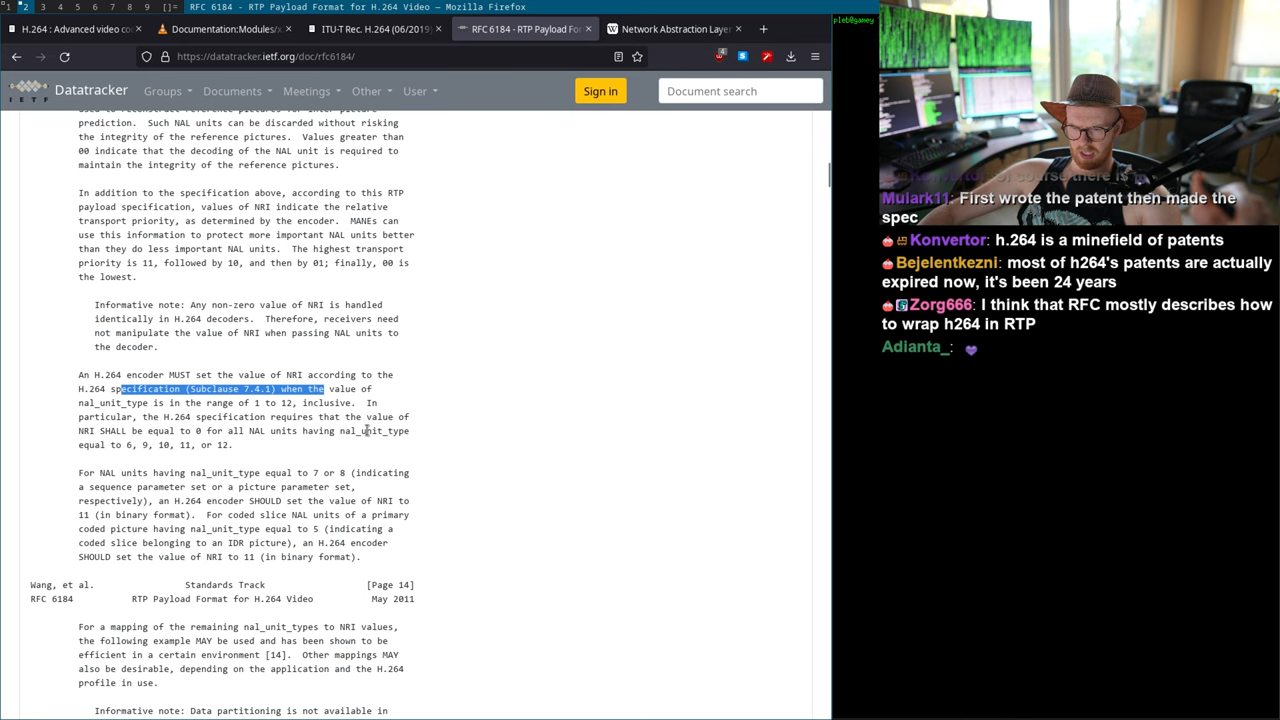 1 2 3 4 5 6 7 8 9 []= RFC 6184 - RTP Payload Format for H.264 Video — Mozilla Firefox
pleb@gamey
H.264 : Advanced video co
Documentation:Modules/
ITU-T Rec. H.264 (06/2019)
RFC 6184 - RTP Payload Fo
Network Abstraction Laye
https://datatracker.ietf.org/doc/rfc6184/
4
I E T F
Datatracker
Groups
Documents
Meetings
Other
User
Sign in
Document search
prediction. Such NAL units can be discarded without risking
the integrity of the reference pictures. Values greater than
00 indicate that the decoding of the NAL unit is required to
maintain the integrity of the reference pictures.
In addition to the specification above, according to this RTP
payload specification, values of NRI indicate the relative
transport priority, as determined by the encoder. MANEs can
use this information to protect more important NAL units better
than they do less important NAL units. The highest transport
priority is 11, followed by 10, and then by 01; finally, 00 is
the lowest.
Informative note: Any non-zero value of NRI is handled
identically in H.264 decoders. Therefore, receivers need
not manipulate the value of NRI when passing NAL units to
the decoder.
An H.264 encoder MUST set the value of NRI according to the
H.264 specification (Subclause 7.4.1) when the value of
nal_unit_type is in the range of 1 to 12, inclusive. In
particular, the H.264 specification requires that the value of
NRI SHALL be equal to 0 for all NAL units having nal_unit_type
equal to 6, 9, 10, 11, or 12.
For NAL units having nal_unit_type equal to 7 or 8 (indicating
a sequence parameter set or a picture parameter set,
respectively), an H.264 encoder SHOULD set the value of NRI to
11 (in binary format). For coded slice NAL units of a primary
coded picture having nal_unit_type equal to 5 (indicating a
coded slice belonging to an IDR picture), an H.264 encoder
SHOULD set the value of NRI to 11 (in binary format).
Wang, et al. Standards Track [Page 14]
RFC 6184 RTP Payload Format for H.264 Video May 2011
For a mapping of the remaining nal_unit_types to NRI values,
the following example MAY be used and has been shown to be
efficient in a certain environment [14]. Other mappings MAY
also be desirable, depending on the application and the H.264
profile in use.
Informative note: Data partitioning is not available in
Mulark11: First wrote the patent then made the
spec
Konvertor: h.264 is a minefield of patents
Bejelentkezni: most of h264's patents are actually
expired now, it's been 24 years
Zorg666: I think that RFC mostly describes how
to wrap h264 in RTP
Adianta_: